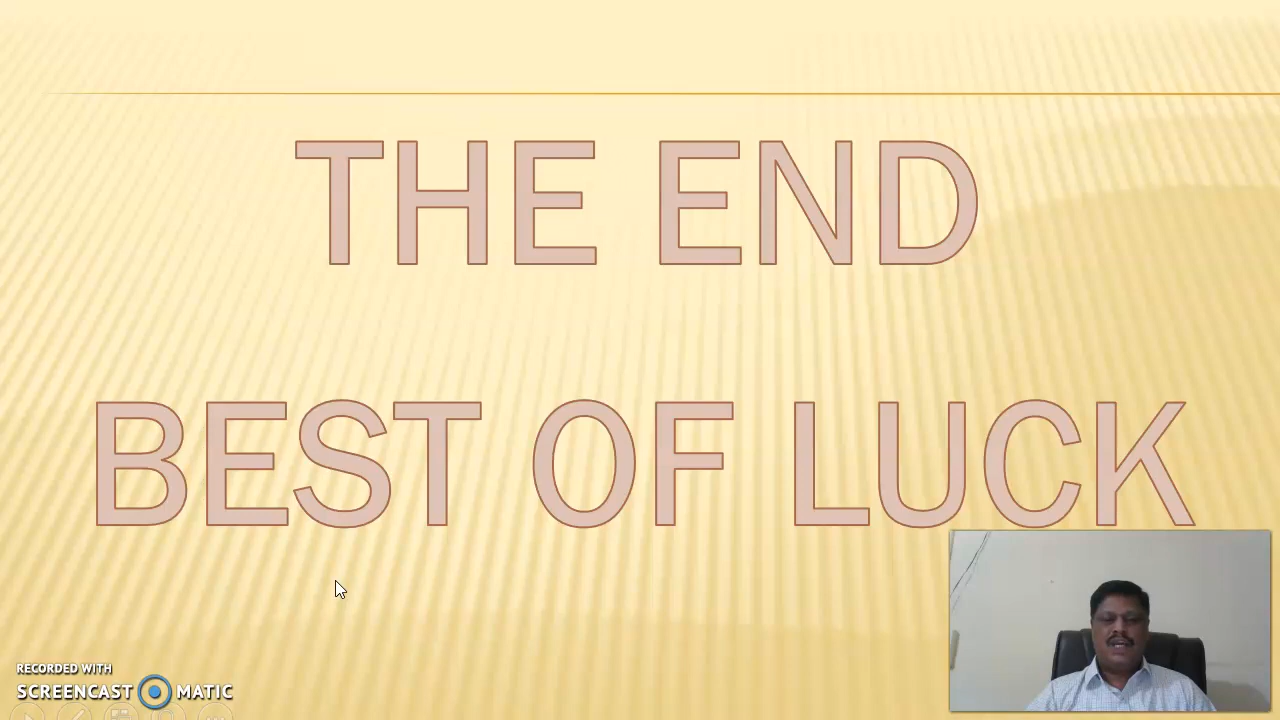 THE END
BEST OF LUCK
RECORDED WITH
SCREENCAST MATIC